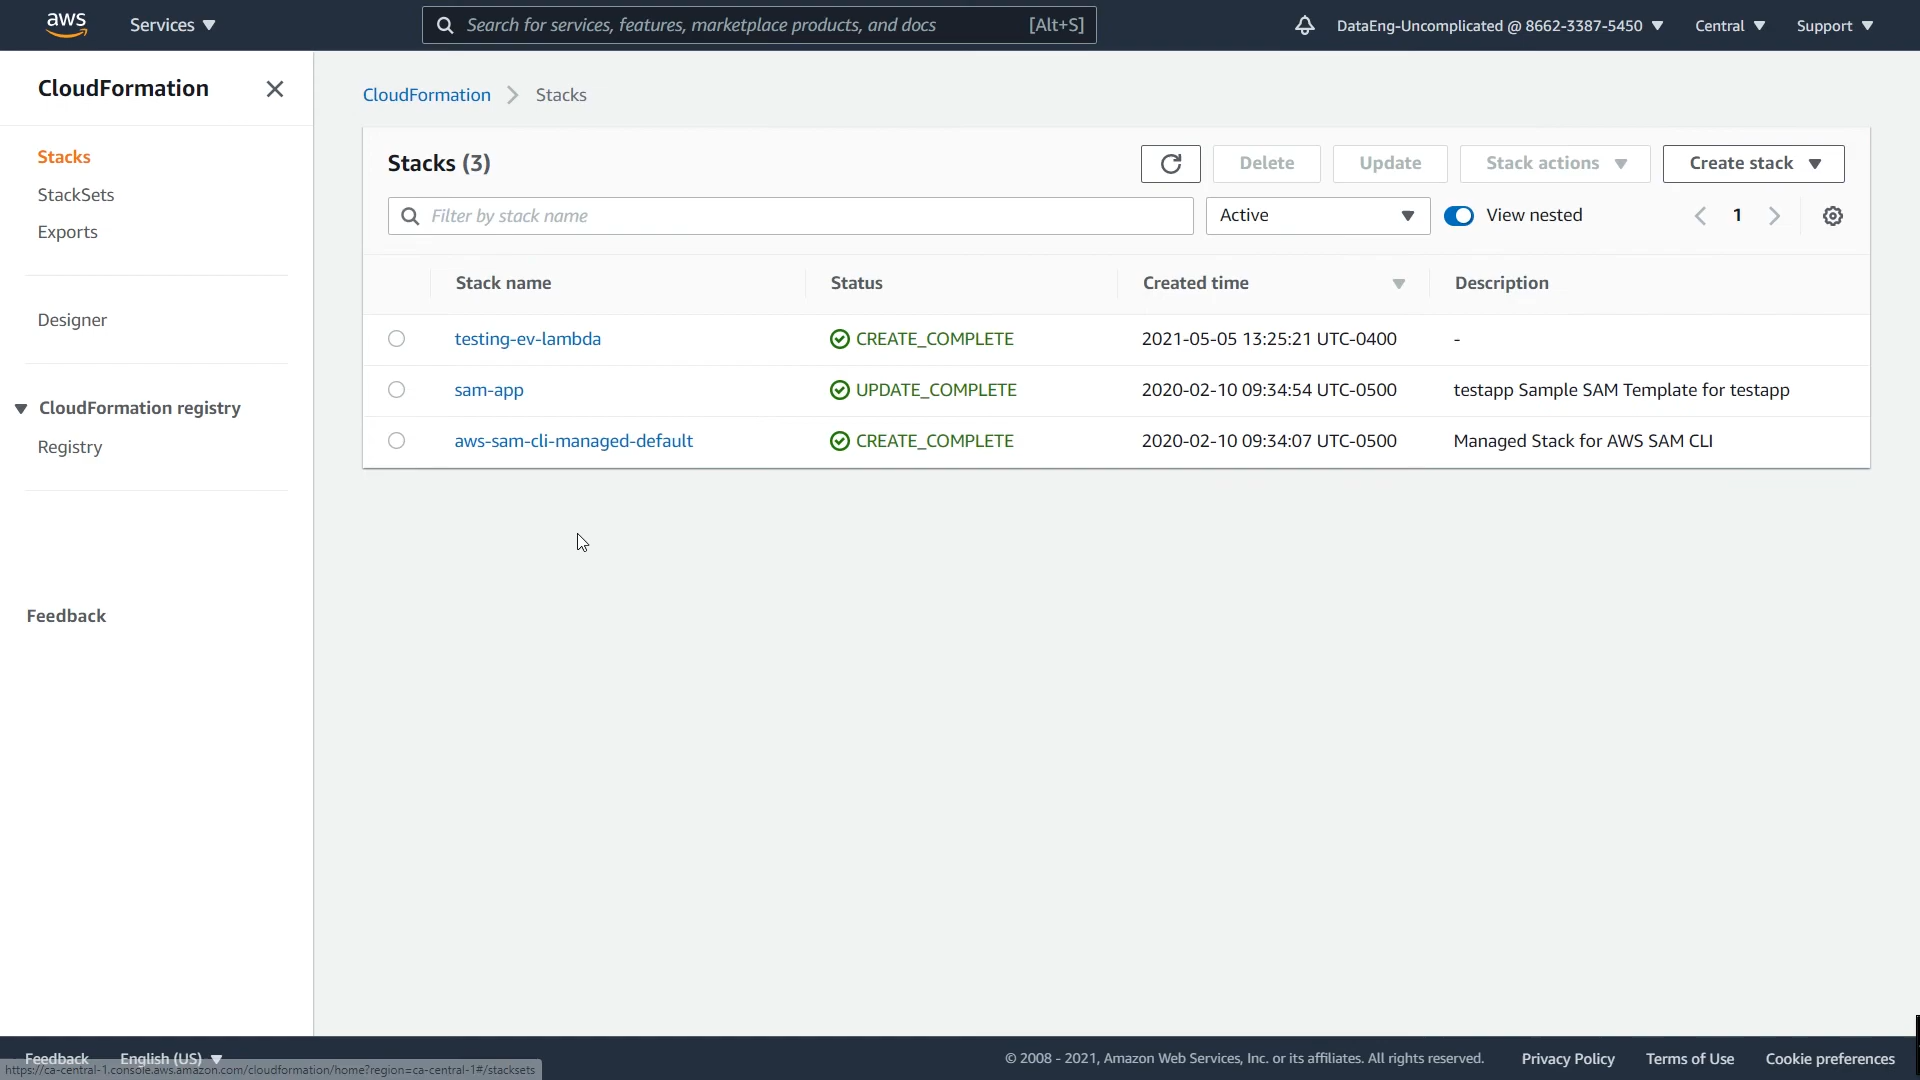 aws
Services
Search for services, features, marketplace products, and docs [Alt+S]
DataEng-Uncomplicated @ 8662-3387-5450
Central
Support
CloudFormation
Stacks
StackSets
Exports
Designer
CloudFormation registry
Registry
Feedback
CloudFormation > Stacks
Stacks (3)
Delete
Update
Stack actions
Create stack
Filter by stack name
Active
View nested
1
Stack name Status Created time Description
testing-ev-lambda CREATE_COMPLETE 2021-05-05 13:25:21 UTC-0400 -
sam-app UPDATE_COMPLETE 2020-02-10 09:34:54 UTC-0500 testapp Sample SAM Template for testapp
aws-sam-cli-managed-default CREATE_COMPLETE 2020-02-10 09:34:07 UTC-0500 Managed Stack for AWS SAM CLI
Feedback English (US)
© 2008 - 2021, Amazon Web Services, Inc. or its affiliates. All rights reserved. Privacy Policy Terms of Use Cookie preferences
https://ca-central-1.console.aws.amazon.com/cloudformation/home?region=ca-central-1#/stacksets